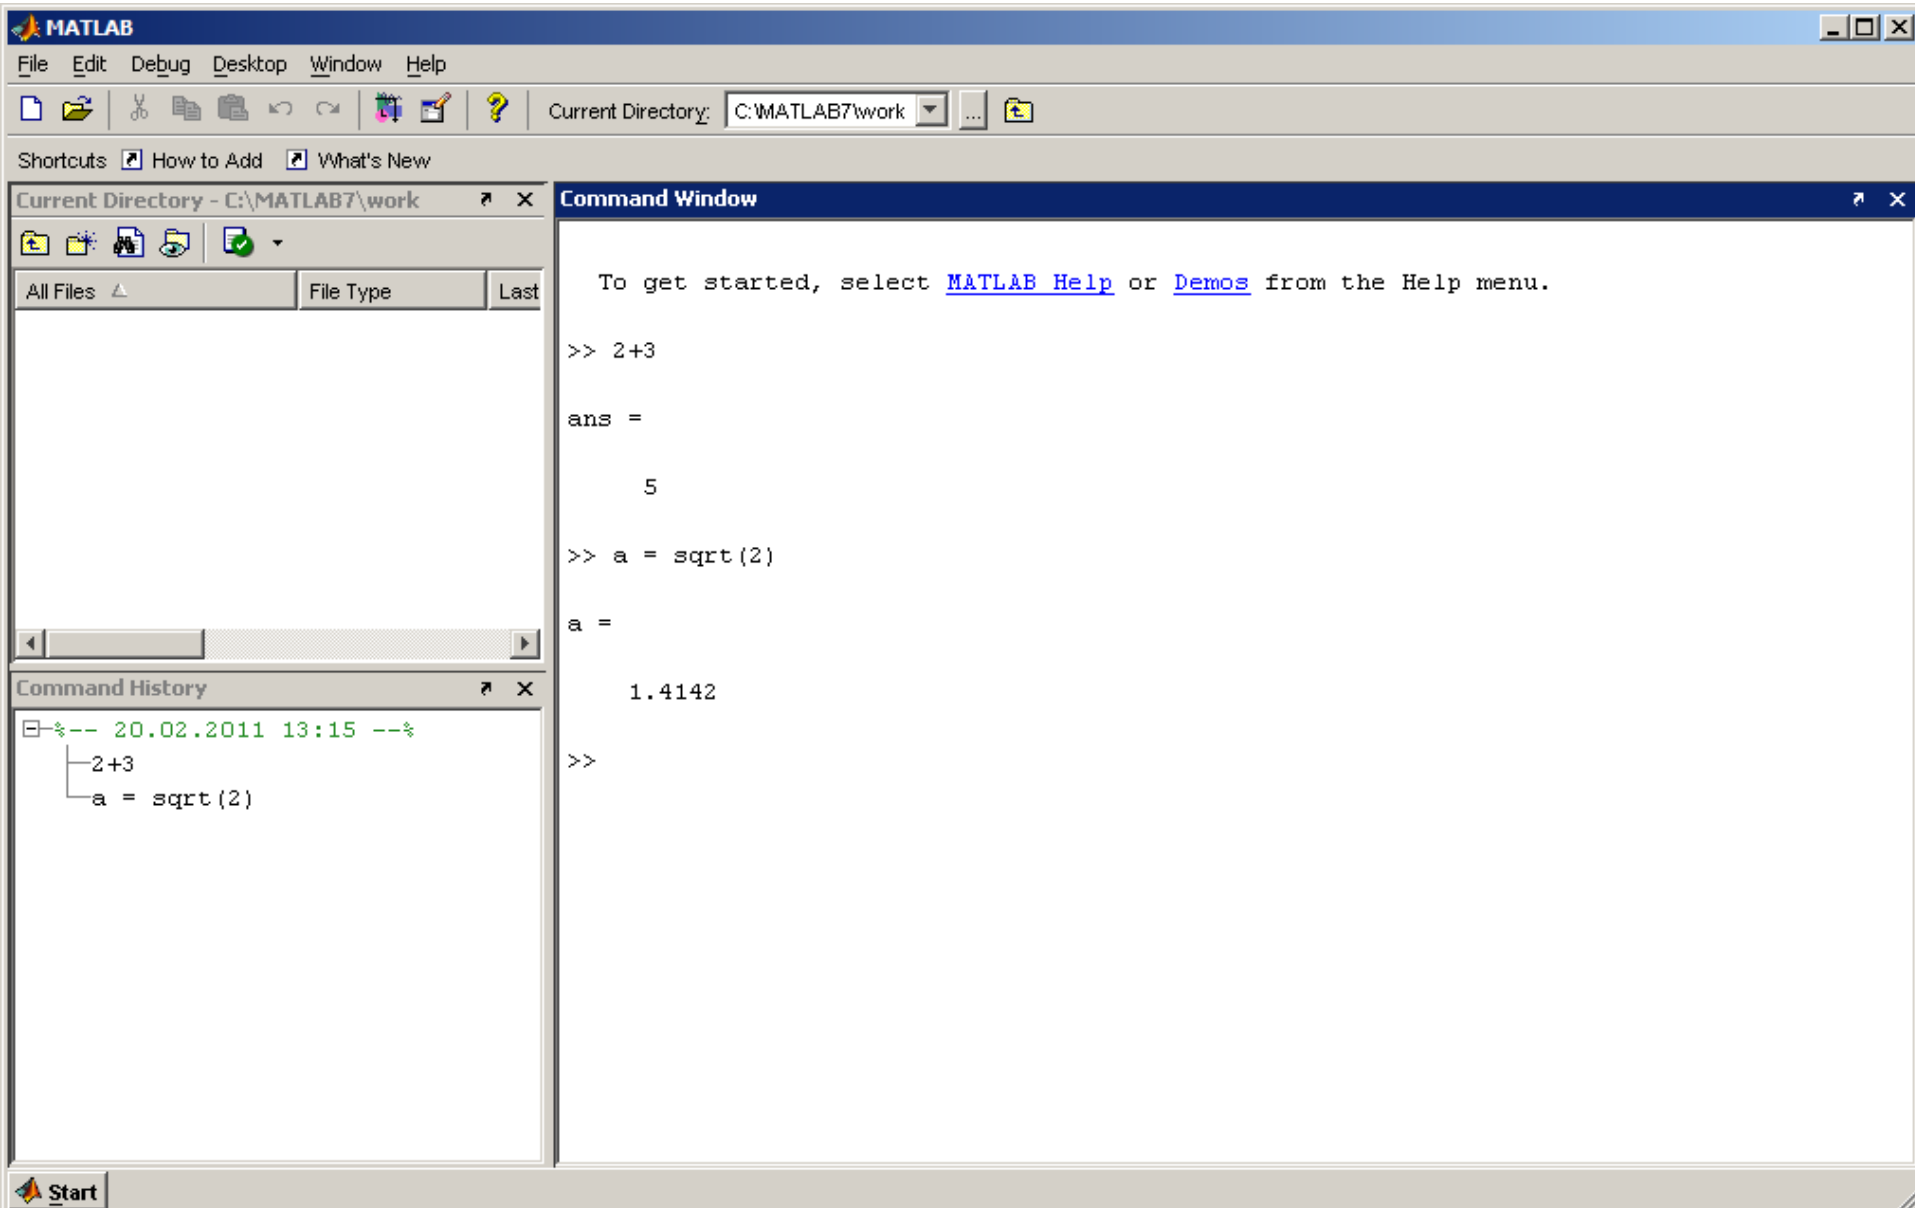 MATLAB
File Edit Debug Desktop Window Help
Current Directory: C:\MATLAB7\work ...
Shortcuts How to Add What's New
Current Directory - C:\MATLAB7\work
All Files File Type Last
Command History
%-- 20.02.2011 13:15 --%
2+3
a = sqrt(2)
Command Window
To get started, select MATLAB Help or Demos from the Help menu.
>> 2+3
ans =
5
>> a = sqrt(2)
a =
1.4142
>>
Start